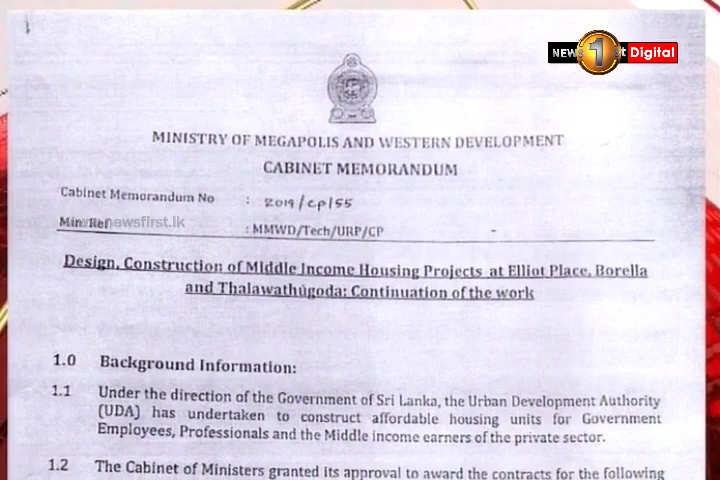 NEWS 1st Digital
MINISTRY OF MEGAPOLIS AND WESTERN DEVELOPMENT
CABINET MEMORANDUM
Cabinet Memorandum No : 2019/CP/55
Min. Ref : MMWD/Tech/URP/CP
newsfirst.lk
Design, Construction of Middle Income Housing Projects at Elliot Place, Borella
and Thalawathugoda: Continuation of the work
1.0 Background Information:
1.1 Under the direction of the Government of Sri Lanka, the Urban Development Authority
(UDA) has undertaken to construct affordable housing units for Government
Employees, Professionals and the Middle income earners of the private sector.
1.2 The Cabinet of Ministers granted its approval to award the contracts for the following